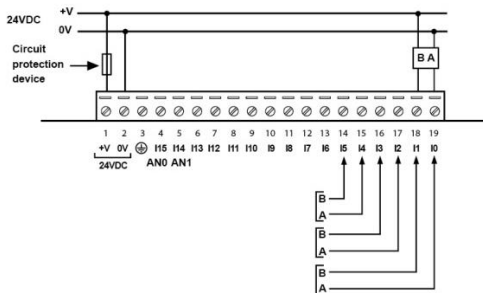 24VDC
+V
0V
Circuit
protection
device
B A
1 2 3 4 5 6 7 8 9 10 11 12 13 14 15 16 17 18 19
+V 0V I15 I14 I13 I12 I11 I10 I9 I8 I7 I6 I5 I4 I3 I2 I1 I0
24VDC
AN0 AN1
B
A
B
A
B
A